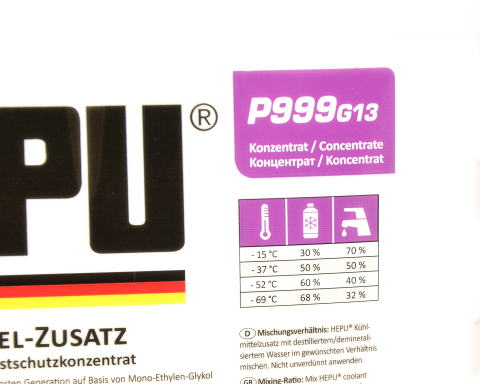 PU®
P999G13
Konzentrat / Concentrate
Концентрат / Koncentrat
- 15 °C 30 % 70 %
- 37 °C 50 % 50 %
- 52 °C 60 % 40 %
- 69 °C 68 % 32 %
EL-ZUSATZ
stschutzkonzentrat
Generation auf Basis von Mono-Ethylen-Glykol
D Mischungsverhältnis: HEPU® Kühl-
mittelzusatz mit destilliertem/deminerali-
siertem Wasser im gewünschten Verhältnis
mischen. Nicht unverdünnt anwenden.
GB Mixing-Ratio: Mix HEPU® coolant